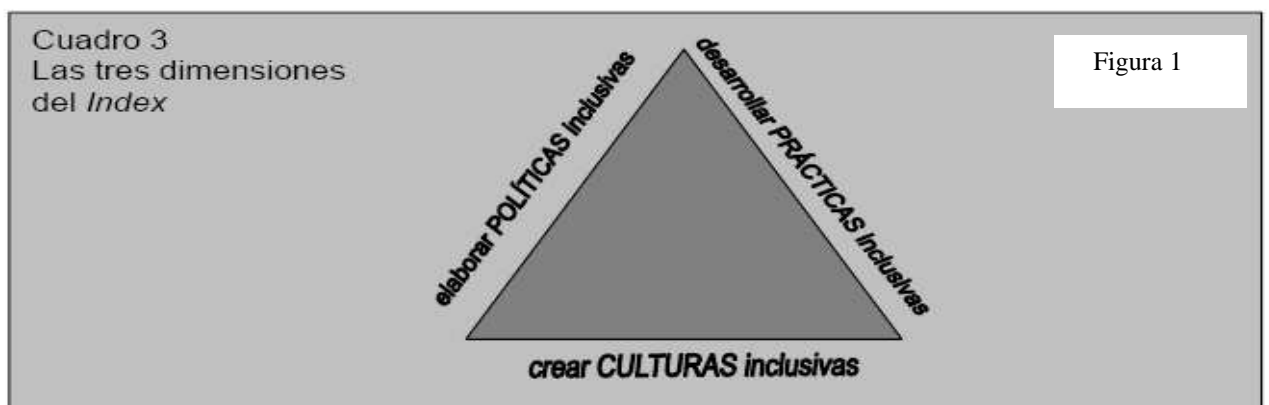 Cuadro 3
Las tres dimensiones
del Index
Figura 1
elaborar POLÍTICAS inclusivas
desarrollar PRÁCTICAS inclusivas
crear CULTURAS inclusivas